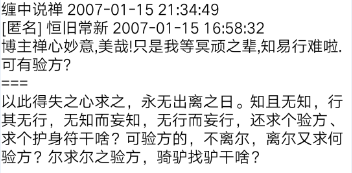 缠中说禅 2007-01-15 21:34:49
[匿名] 恒旧常新 2007-01-15 16:58:32
博主禅心妙意,美哉!只是我等冥顽之辈,知易行难啦.
可有验方?
===
以此得失之心求之，永无出离之日。知且无知，行
其无行，无知而妄知，无行而妄行，还求个验方、
求个护身符干啥？可验方的，不离尔，离尔又求何
验方？尔求尔之验方，骑驴找驴干啥？